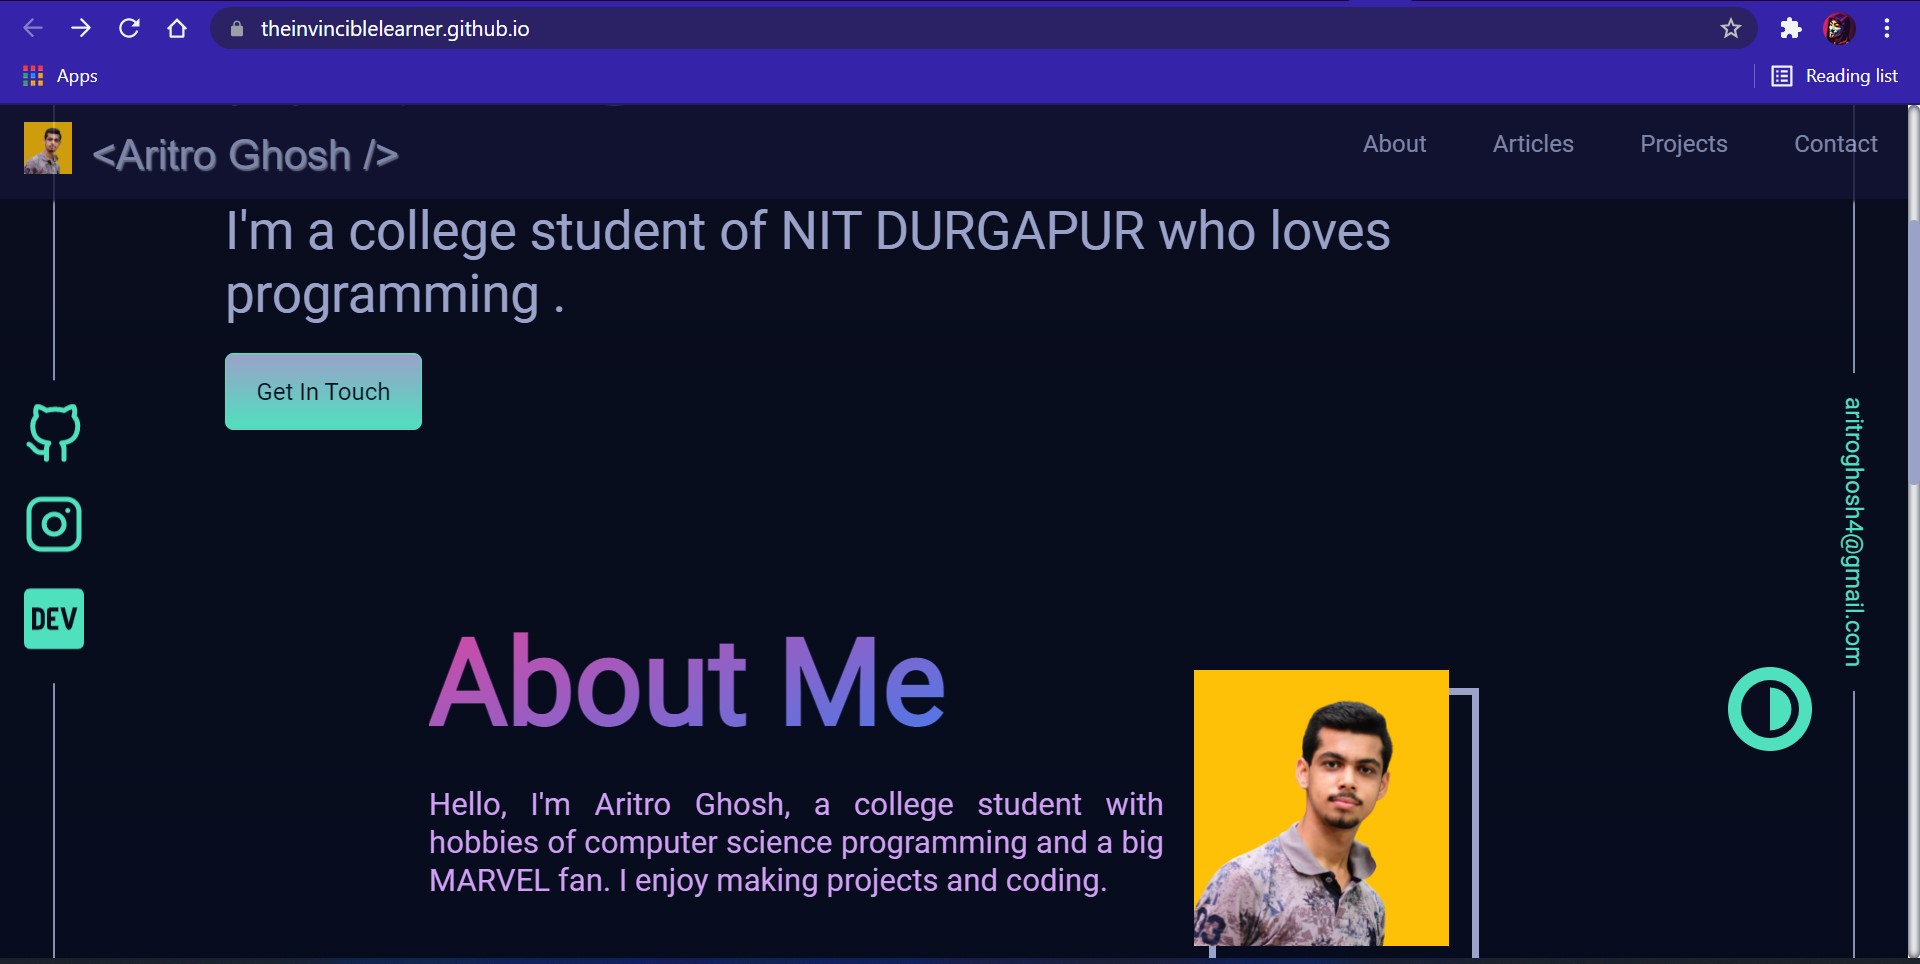 theinvinciblelearner.github.io
Apps
Reading list
<Aritro Ghosh />
About
Articles
Projects
Contact
I'm a college student of NIT DURGAPUR who loves
programming .
Get In Touch
DEV
aritroghosh4@gmail.com
About Me
Hello, I'm Aritro Ghosh, a college student with
hobbies of computer science programming and a big
MARVEL fan. I enjoy making projects and coding.